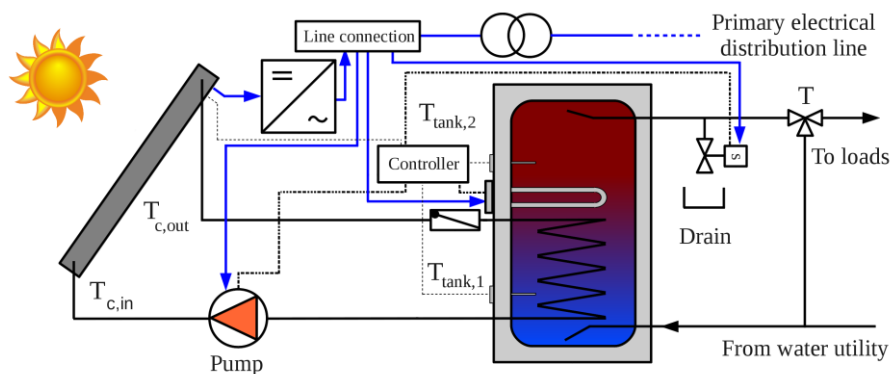 Line connection
Primary electrical
distribution line
T
T tank,2
Controller
s
To loads
T c,out
Drain
T tank,1
T c,in
From water utility
Pump